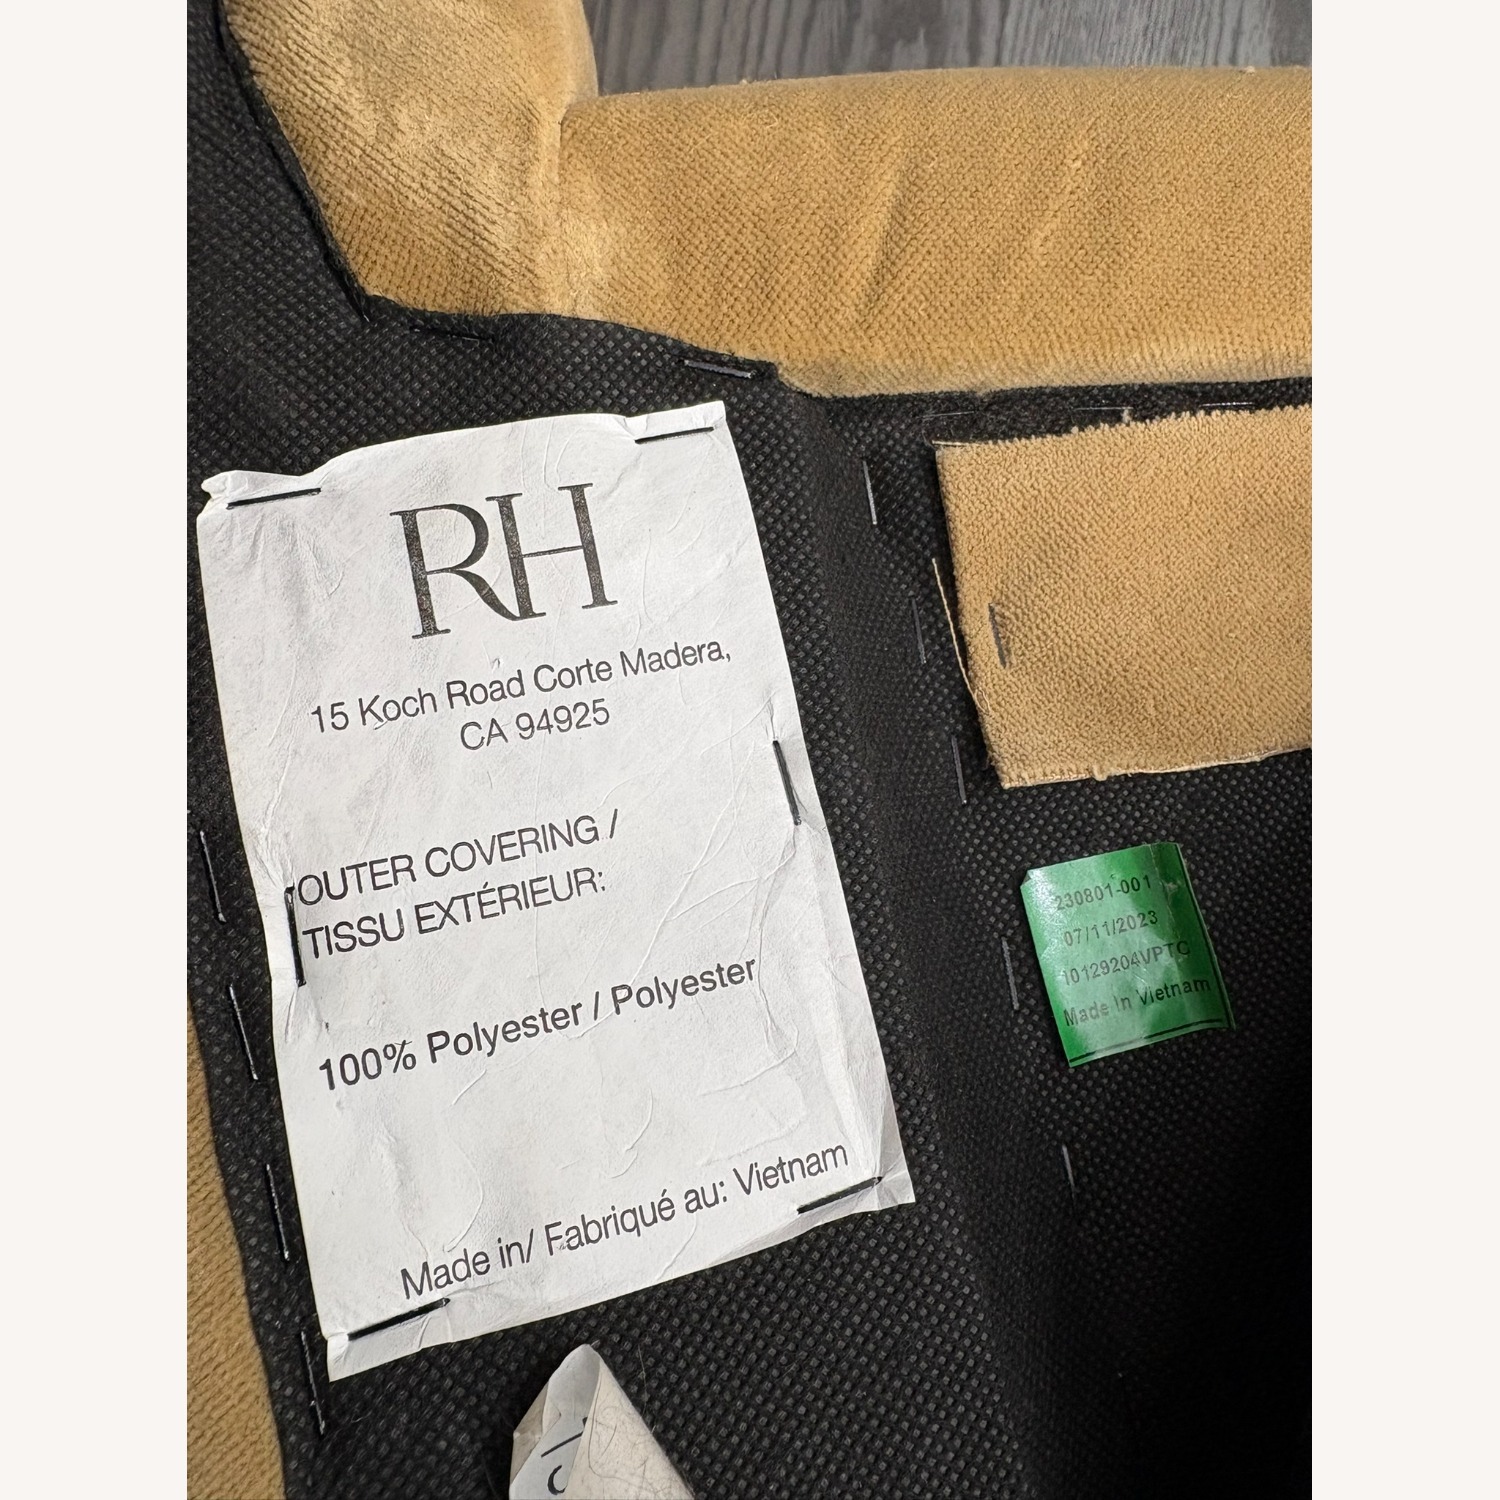 RH
15 Koch Road Corte Madera,
CA 94925
OUTER COVERING /
TISSU EXTÉRIEUR:
100% Polyester / Polyester
Made in/ Fabriqué au: Vietnam
230801-001
07/11/2023
10129204VPTC
Made In Vietnam